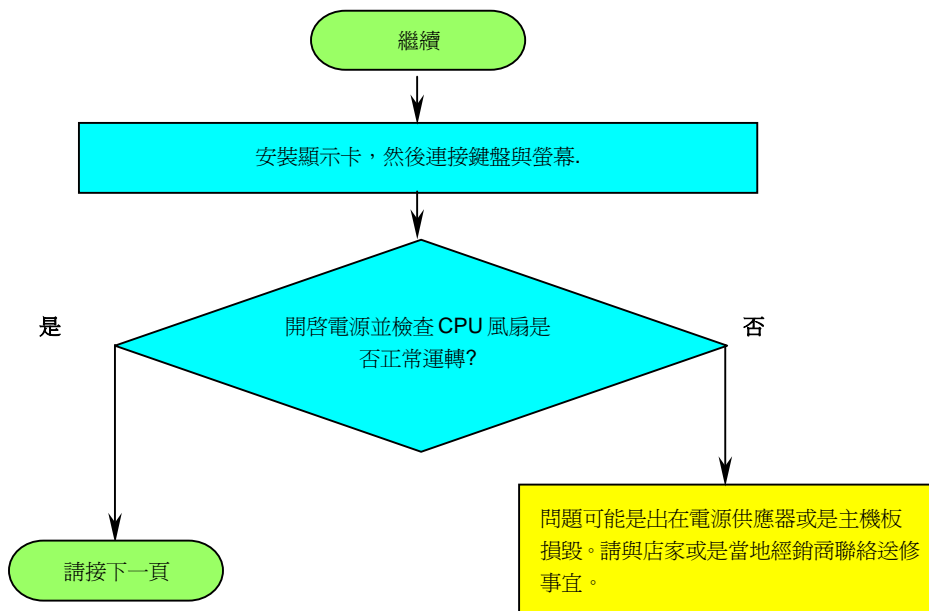 繼續
安裝顯示卡，然後連接鍵盤與螢幕.
是
開啓電源並檢查 CPU 風扇是
否正常運轉?
否
問題可能是出在電源供應器或是主機板
損毀。請與店家或是當地經銷商聯絡送修
事宜。
請接下一頁